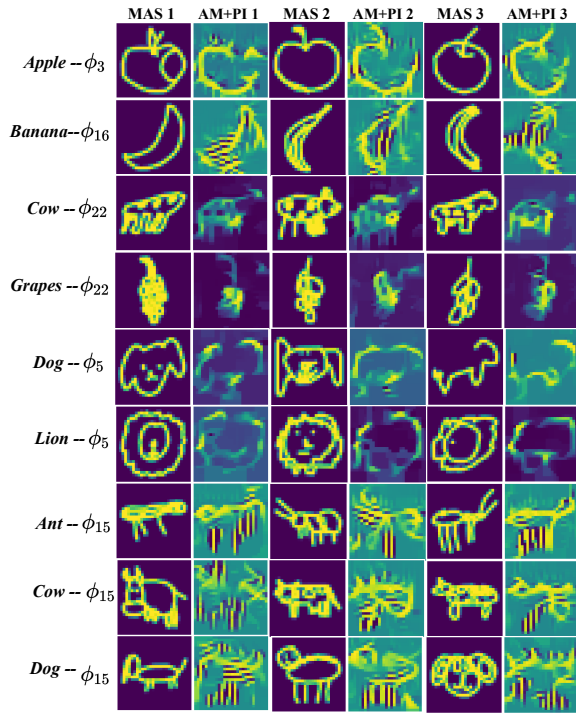 MAS 1 AM+PI 1 MAS 2 AM+PI 2 MAS 3 AM+PI 3
Apple -- ϕ₃
Banana--ϕ₁₆
Cow -- ϕ₂₂
Grapes -- ϕ₂₂
Dog -- ϕ₅
Lion -- ϕ₅
Ant -- ϕ₁₅
Cow -- ϕ₁₅
Dog -- ϕ₁₅